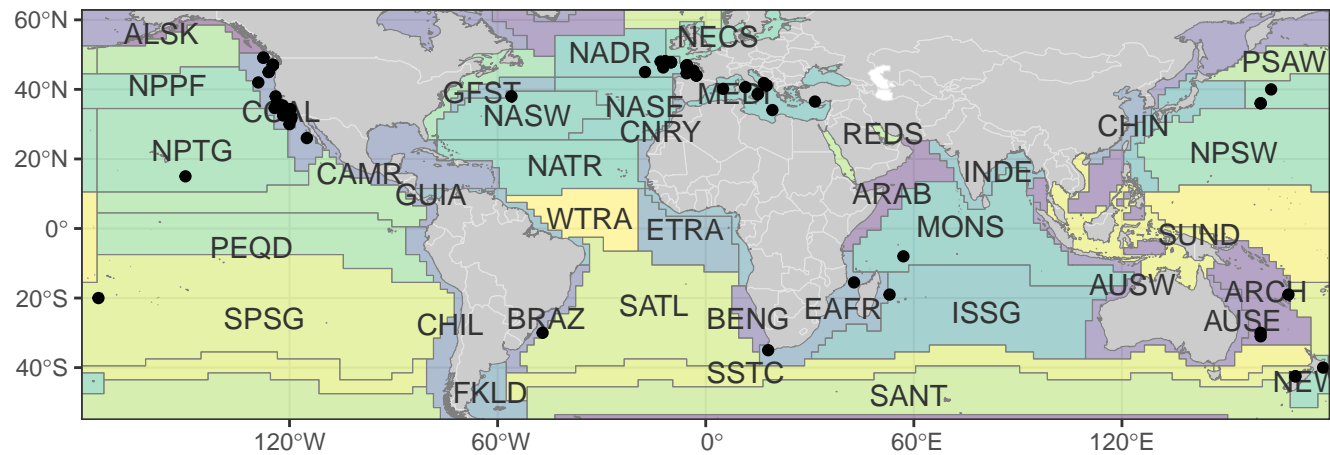 60°N
ALSK
NADR
NECS
PSAW
40°N
NPPF
GFST
NASW
NASE
MEDI
CCAL
CNRY
REDS
CHIN
20°N
NPTG
CAMR
NATR
INDE
NPSW
GUIA
ARAB
0°
PEQD
WTRA
ETRA
MONS
SUND
20°S
SPSG
CHIL
BRAZ
SATL
BENG
EAFR
ISSG
AUSW
ARCH
AUSE
40°S
FKLD
SSTC
SANT
120°W
60°W
0°
60°E
120°E